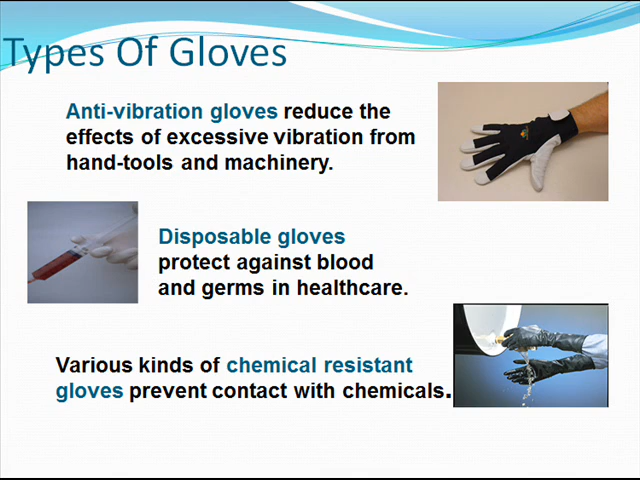 Types Of Gloves
Anti-vibration gloves reduce the
effects of excessive vibration from
hand-tools and machinery.
Disposable gloves
protect against blood
and germs in healthcare.
Various kinds of chemical resistant
gloves prevent contact with chemicals.